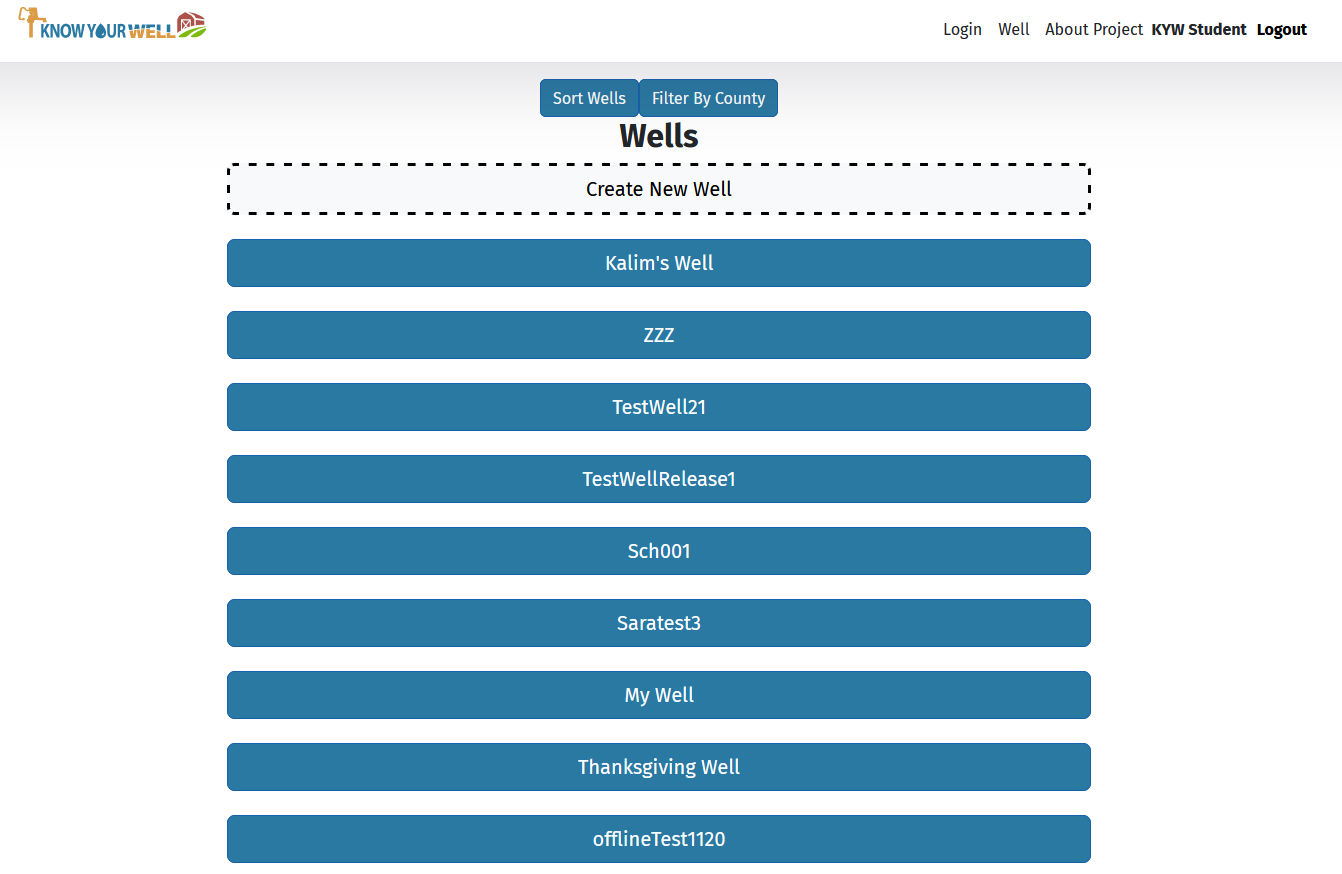 KNOW YOUR WELL
Login Well About Project KYW Student Logout
Sort Wells Filter By County
Wells
Create New Well
Kalim's Well
ZZZ
TestWell21
TestWellRelease1
Sch001
Saratest3
My Well
Thanksgiving Well
offlineTest1120